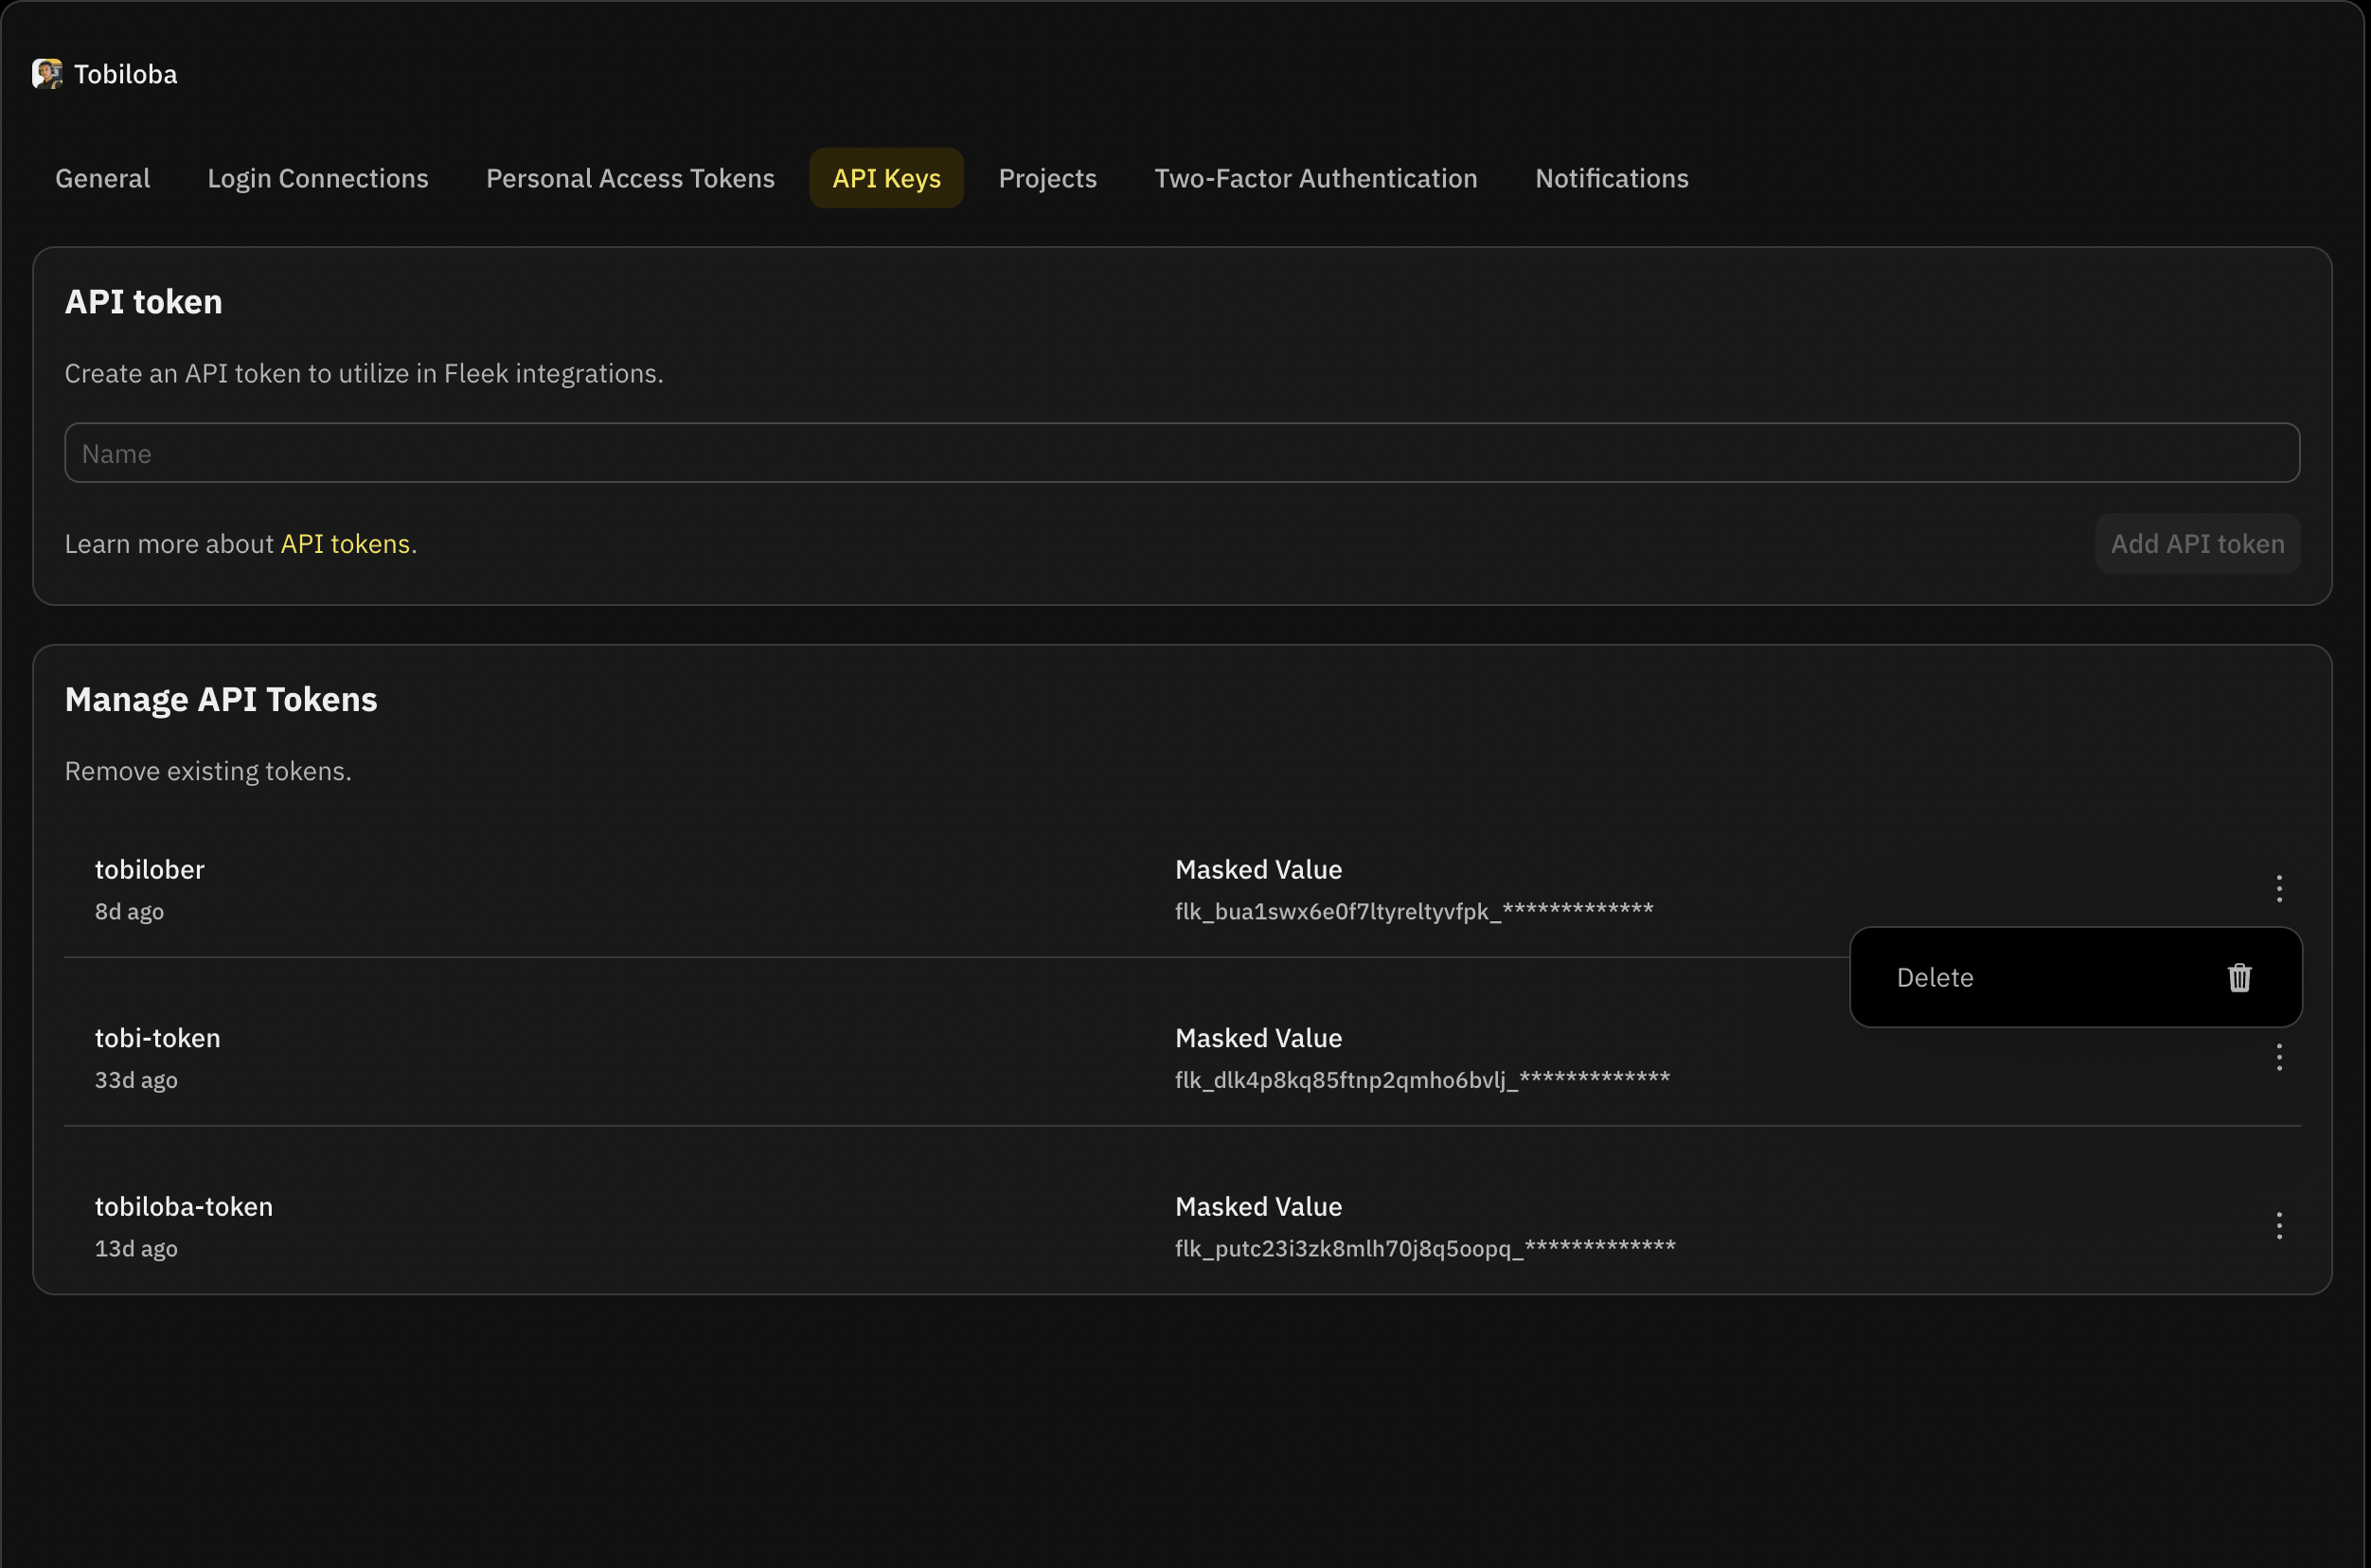 Tobiloba
General Login Connections Personal Access Tokens API Keys Projects Two-Factor Authentication Notifications
API token
Create an API token to utilize in Fleek integrations.
Name
Learn more about API tokens. Add API token
Manage API Tokens
Remove existing tokens.
tobilober Masked Value
8d ago flk_bua1swx6e0f7ltyreltyvfpk_*************
Delete
tobi-token Masked Value
33d ago flk_dlk4p8kq85ftnp2qmho6bvlj_*************
tobiloba-token Masked Value
13d ago flk_putc23i3zk8mlh70j8q5oopq_*************